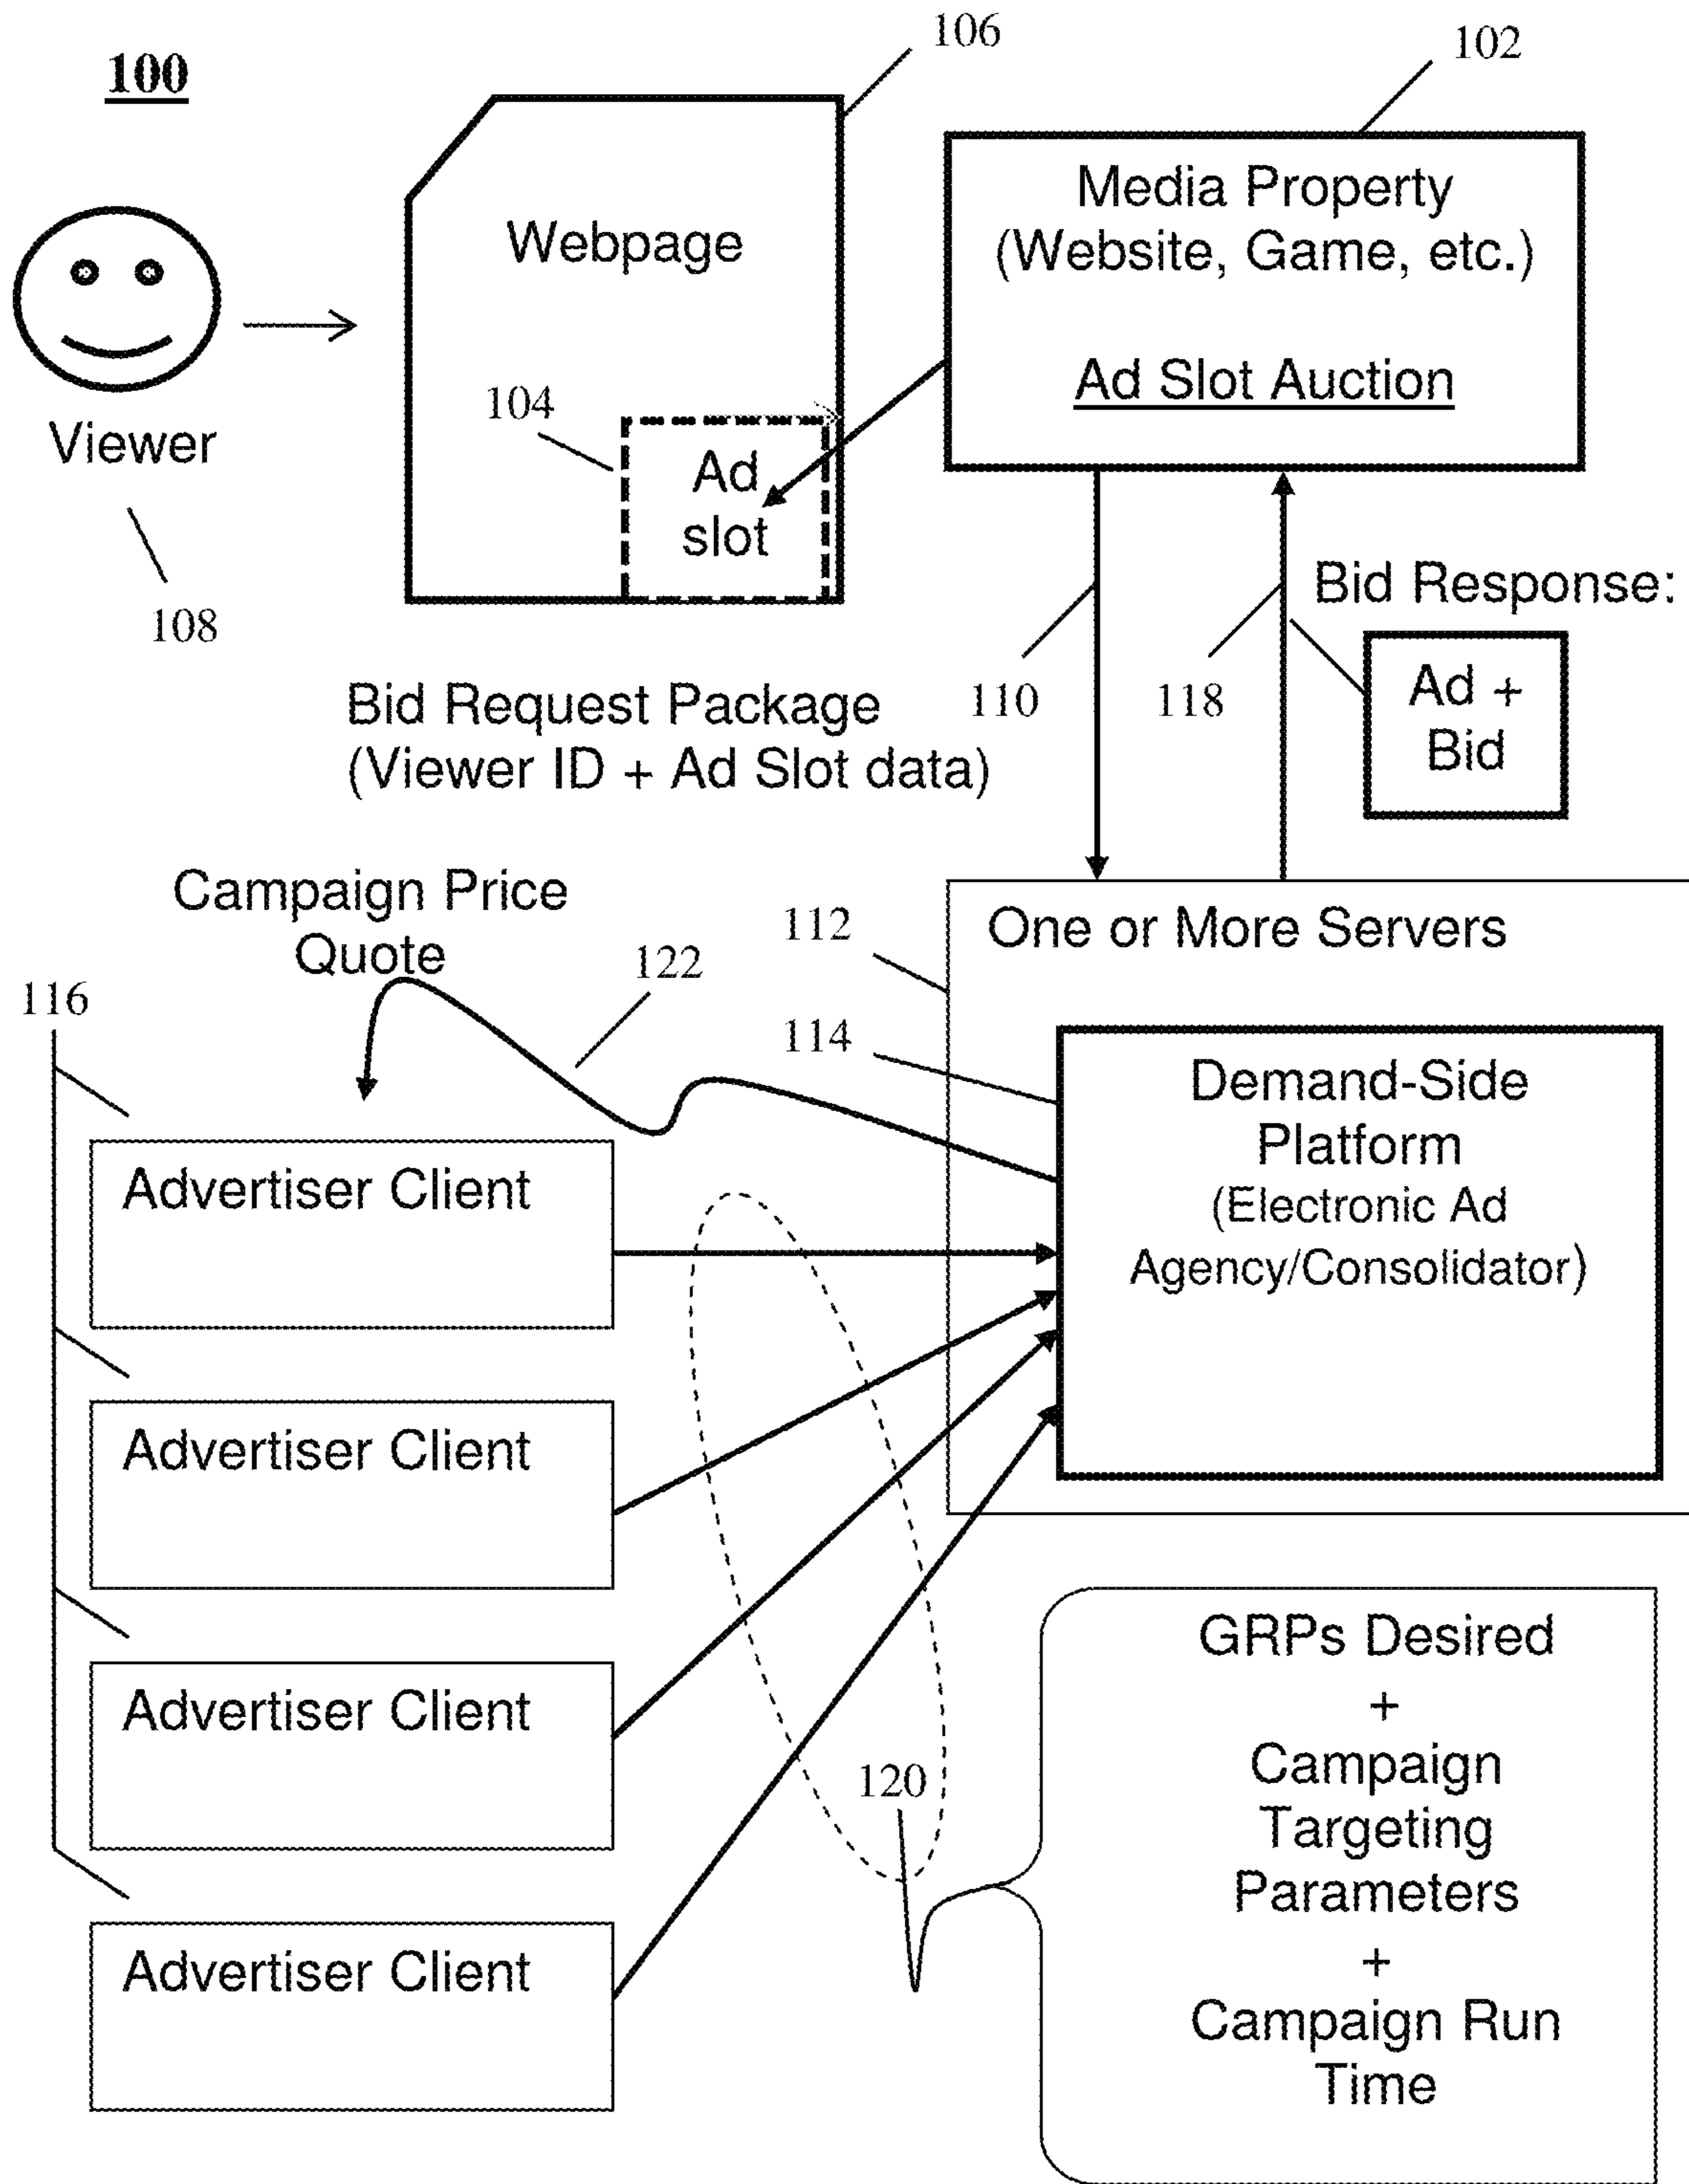 100
106
102
Webpage
Media Property
(Website, Game, etc.)
Ad Slot Auction
104
Ad
slot
Viewer
108
Bid Response:
Ad +
Bid
110
118
Bid Request Package
(Viewer ID + Ad Slot data)
Campaign Price
Quote
122
112
One or More Servers
116
114
Demand-Side
Platform
(Electronic Ad
Agency/Consolidator)
Advertiser Client
Advertiser Client
Advertiser Client
Advertiser Client
120
GRPs Desired
+
Campaign
Targeting
Parameters
+
Campaign Run
Time